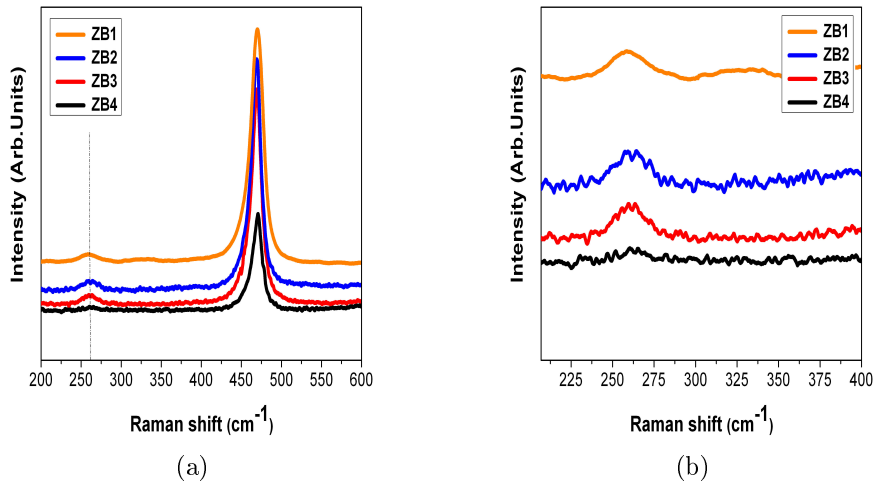 ZB1
ZB2
ZB3
ZB4
Intensity (Arb.Units)
200 250 300 350 400 450 500 550 600
Raman shift (cm-1)
(a)
ZB1
ZB2
ZB3
ZB4
Intensity (Arb.Units)
225 250 275 300 325 350 375 400
Raman shift (cm-1)
(b)